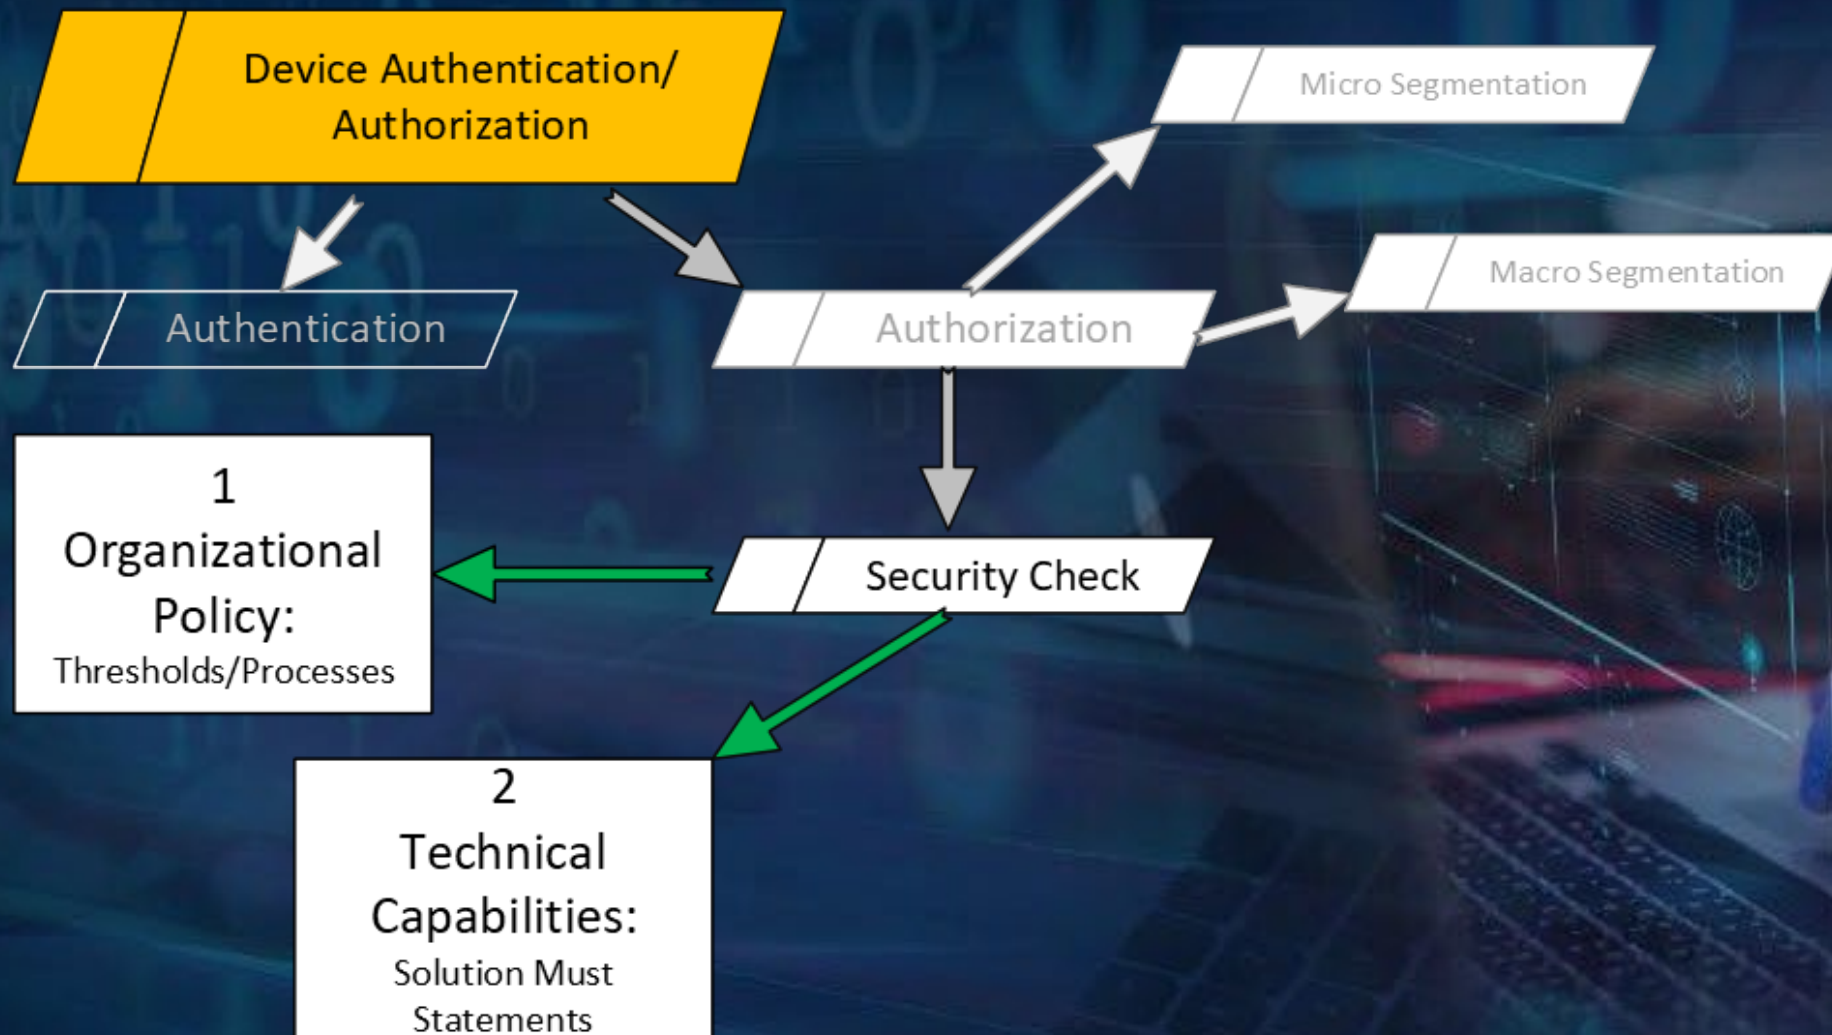 Device Authentication/
Authorization
Micro Segmentation
Macro Segmentation
Authentication
Authorization
1
Organizational
Policy:
Thresholds/Processes
Security Check
2
Technical
Capabilities:
Solution Must
Statements